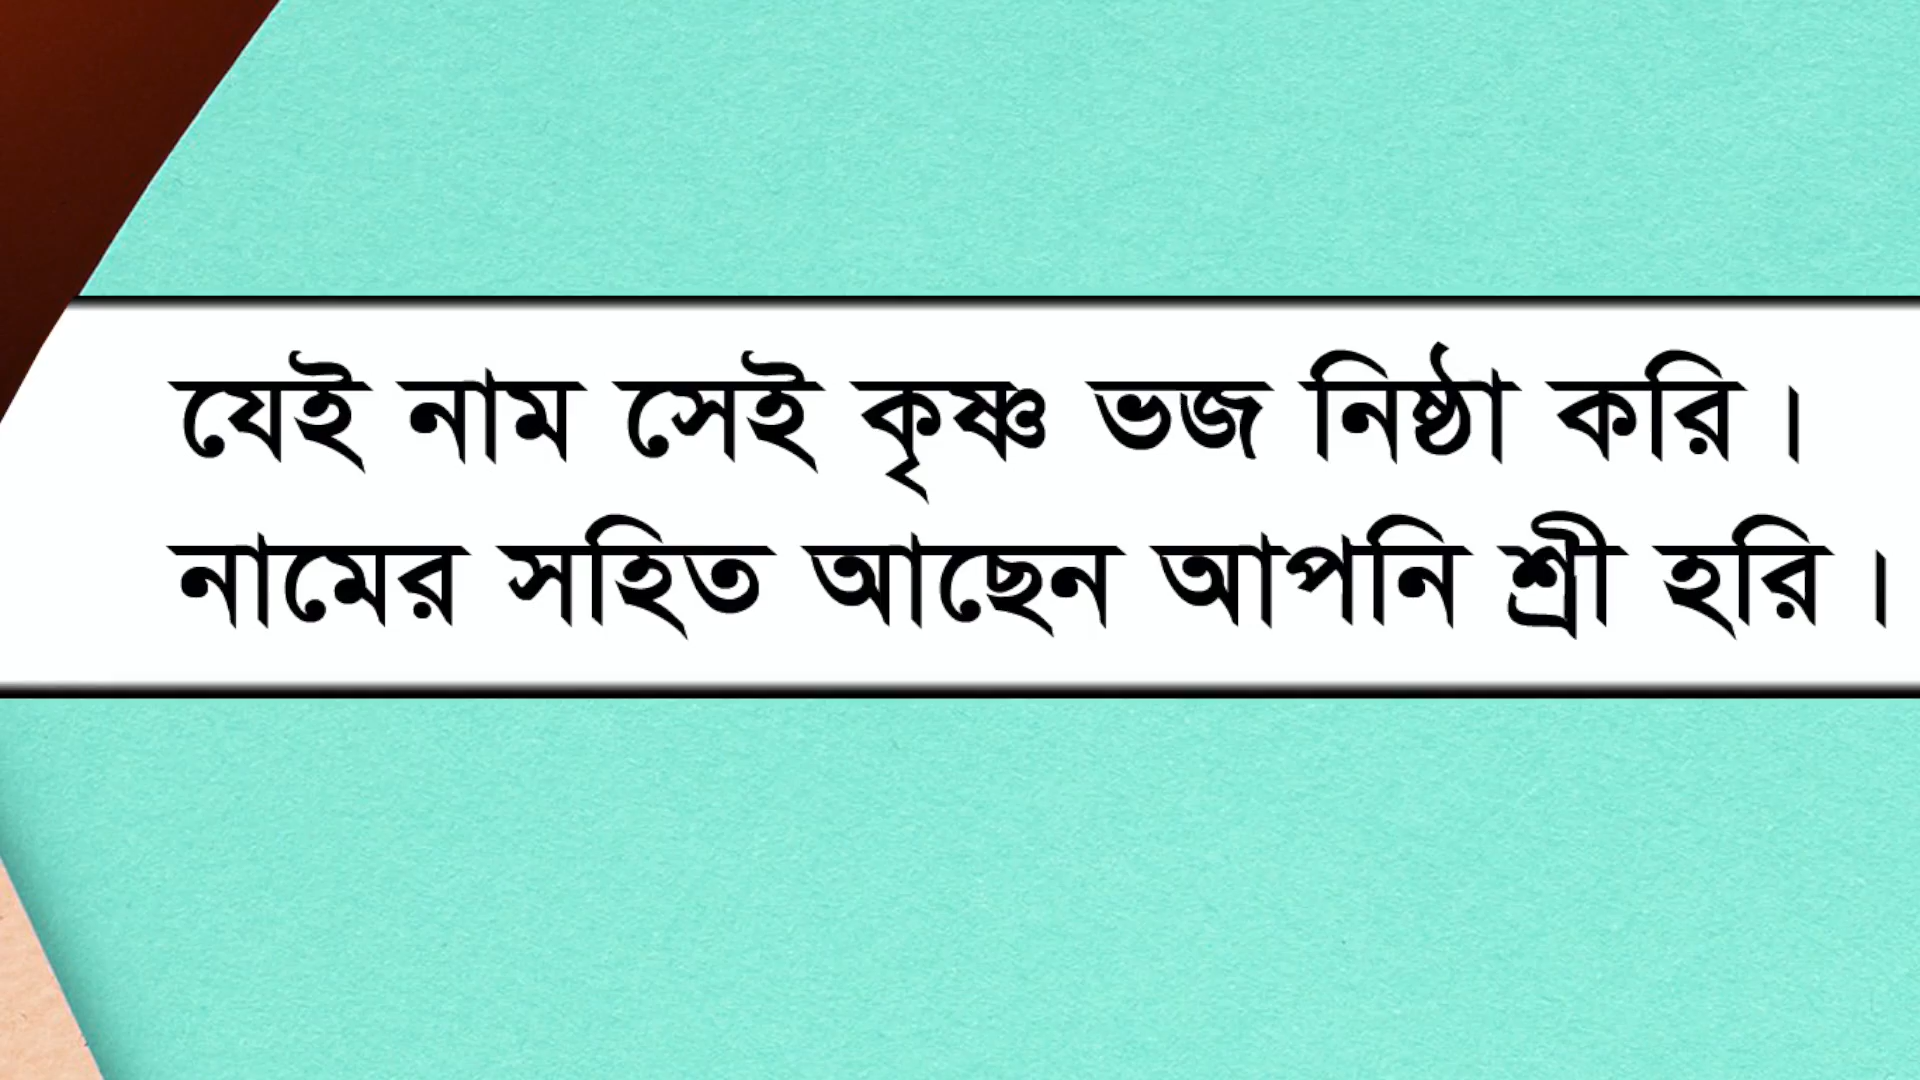 যেই নাম সেই কৃষ্ণ ভজ নিষ্ঠা করি ।
নামের সহিত আছেন আপনি শ্রী হরি ।